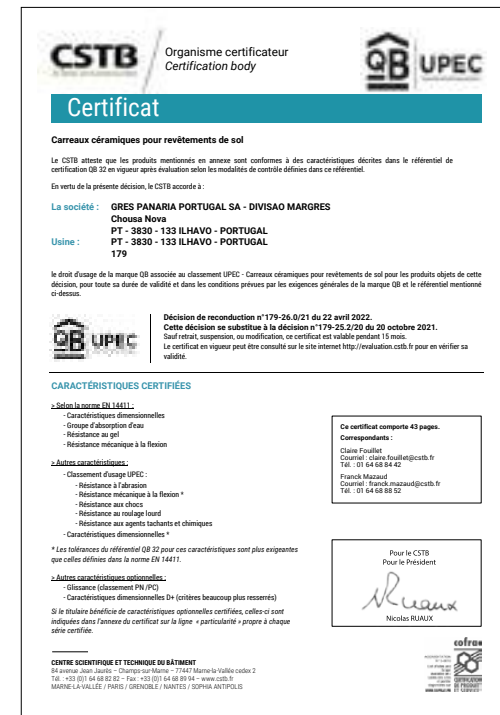 CSTB
Organisme certificateur
Certification body
QB UPEC
Certificat
Carreaux céramiques pour revêtements de sol
Le CSTB atteste que les produits mentionnés en annexe sont conformes à des caractéristiques décrites dans le référentiel de
certification QB 32 en vigueur après évaluation selon les modalités de contrôle définies dans ce référentiel.
En vertu de la présente décision, le CSTB accorde à :
La société : GRES PANARIA PORTUGAL SA - DIVISAO MARGRES
Chousa Nova
PT - 3830 - 133 ILHAVO - PORTUGAL
Usine : PT - 3830 - 133 ILHAVO - PORTUGAL
179
le droit d'usage de la marque QB associée au classement UPEC - Carreaux céramiques pour revêtements de sol pour les produits objets de cette
décision, pour toute sa durée de validité et dans les conditions prévues par les exigences générales de la marque QB et le référentiel mentionné
ci-dessus.
QB UPEC
Décision de reconduction n°179-26.0/21 du 22 avril 2022.
Cette décision se substitue à la décision n°179-25.2/20 du 20 octobre 2021.
Sauf retrait, suspension, ou modification, ce certificat est valable pendant 15 mois.
Le certificat en vigueur peut être consulté sur le site internet http://evaluation.cstb.fr pour en vérifier sa
validité.
CARACTÉRISTIQUES CERTIFIÉES
> Selon la norme EN 14411 :
- Caractéristiques dimensionnelles
- Groupe d'absorption d'eau
- Résistance au gel
- Résistance mécanique à la flexion
> Autres caractéristiques :
- Classement d'usage UPEC :
- Résistance à l'abrasion
- Résistance mécanique à la flexion *
- Résistance aux chocs
- Résistance au roulage lourd
- Résistance aux agents tachants et chimiques
- Caractéristiques dimensionnelles *
* Les tolérances du référentiel QB 32 pour ces caractéristiques sont plus exigeantes
que celles définies dans la norme EN 14411.
> Autres caractéristiques optionnelles :
- Glissance (classement PN /PC)
- Caractéristiques dimensionnelles D+ (critères beaucoup plus resserrés)
Si le titulaire bénéficie de caractéristiques optionnelles certifiées, celles-ci sont
indiquées dans l'annexe du certificat sur la ligne « particularité » propre à chaque
série certifiée.
Ce certificat comporte 43 pages.
Correspondants :
Claire Fouillet
Courriel : claire.fouillet@cstb.fr
Tél. : 01 64 68 84 42
Franck Mazaud
Courriel : franck.mazaud@cstb.fr
Tél. : 01 64 68 88 52
Pour le CSTB
Pour le Président
Nicolas RUAUX
CENTRE SCIENTIFIQUE ET TECHNIQUE DU BÂTIMENT
84 avenue Jean Jaurès – Champs-sur-Marne – 77447 Marne-la-Vallée cedex 2
Tél. : +33 (0)1 64 68 82 82 – Fax : +33 (0)1 64 68 89 94 – www.cstb.fr
MARNE-LA-VALLÉE / PARIS / GRENOBLE / NANTES / SOPHIA ANTIPOLIS
cofrac